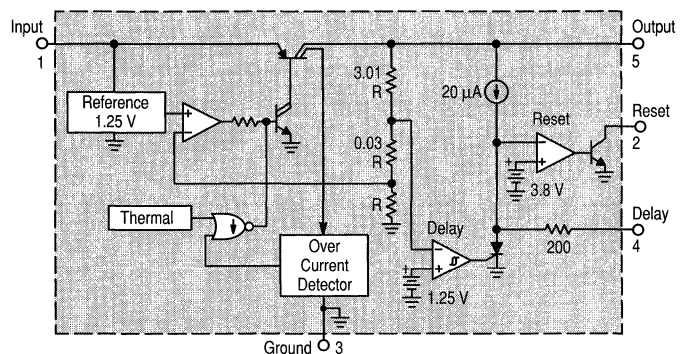 Input
1
Output
5
Reference
1.25 V
+
−
3.01
R
0.03
R
R
20 µA
Reset
−
+
+
3.8 V
Reset
2
Thermal
Over
Current
Detector
Delay
−
+
+
1.25 V
200
Delay
4
Ground
3